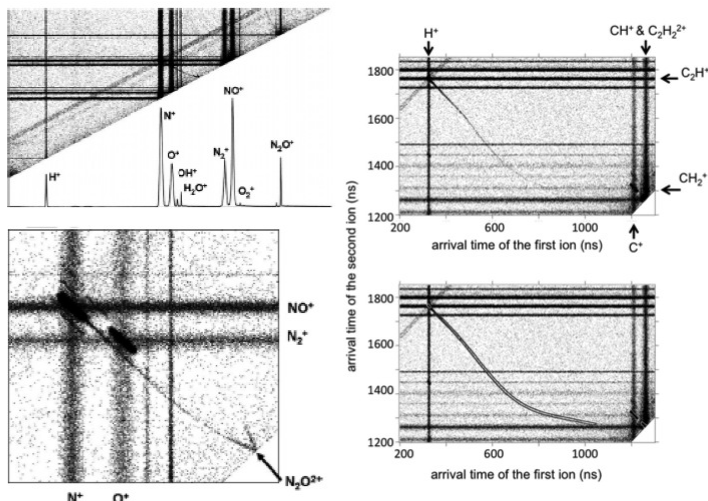 H⁺
N⁺
O⁺
OH⁺
H₂O⁺
N₂⁺
NO⁺
O₂⁺
N₂O⁺
NO⁺
N₂⁺
N₂O²⁺
N⁺
O⁺
H⁺
CH⁺ & C₂H₂²⁺
1800
1600
1400
1200
C₂H⁺
CH₂⁺
200
600
1000
C⁺
arrival time of the first ion (ns)
arrival time of the second ion (ns)
1800
1600
1400
1200
200
600
1000
arrival time of the first ion (ns)